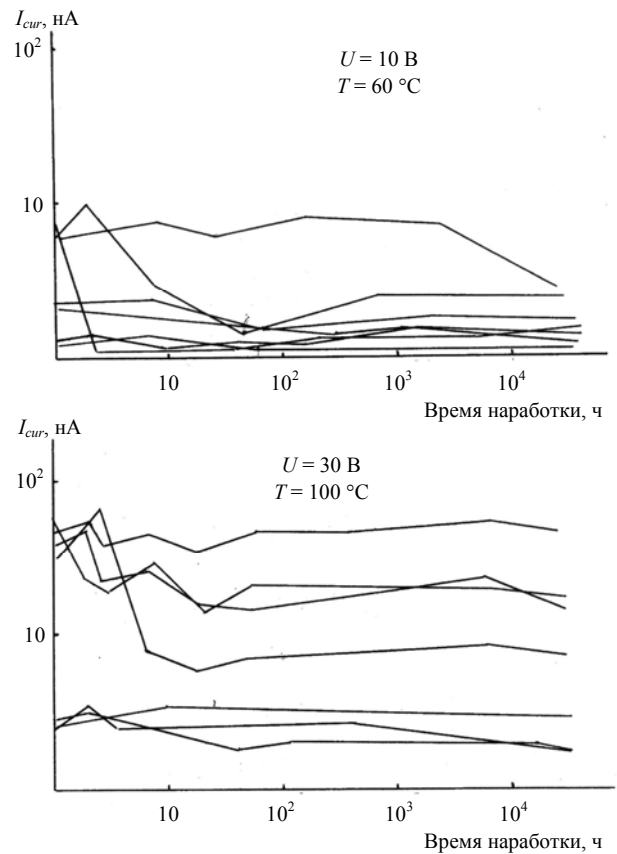 I_cur, нА
10²
U = 10 В
T = 60 °C
10
10 10² 10³ 10⁴
Время наработки, ч
I_cur, нА
10²
U = 30 В
T = 100 °C
10
10 10² 10³ 10⁴
Время наработки, ч